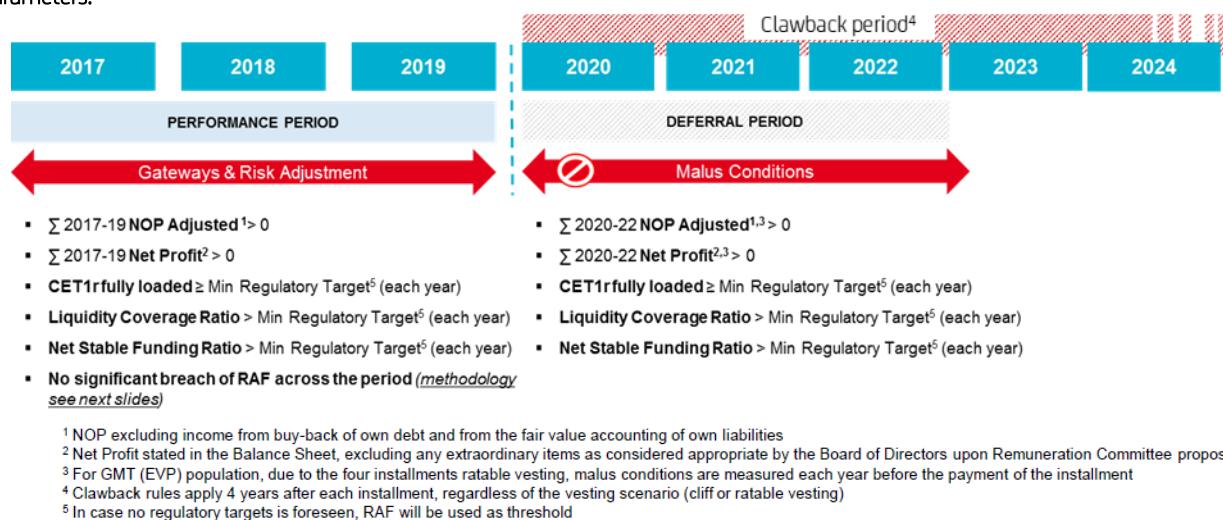 Clawback period4
2017 2018 2019 2020 2021 2022 2023 2024
PERFORMANCE PERIOD
DEFERRAL PERIOD
Gateways & Risk Adjustment
Malus Conditions
▪ ∑ 2017-19 NOP Adjusted 1> 0
▪ ∑ 2017-19 Net Profit2 > 0
▪ CET1rfully loaded ≥ Min Regulatory Target5 (each year)
▪ Liquidity Coverage Ratio > Min Regulatory Target5 (each year)
▪ Net Stable Funding Ratio > Min Regulatory Target5 (each year)
▪ No significant breach of RAF across the period (methodology
see next slides)
▪ ∑ 2020-22 NOP Adjusted1,3 > 0
▪ ∑ 2020-22 Net Profit2,3 > 0
▪ CET1rfully loaded ≥ Min Regulatory Target5 (each year)
▪ Liquidity Coverage Ratio > Min Regulatory Target5 (each year)
▪ Net Stable Funding Ratio > Min Regulatory Target5 (each year)
1 NOP excluding income from buy-back of own debt and from the fair value accounting of own liabilities
2 Net Profit stated in the Balance Sheet, excluding any extraordinary items as considered appropriate by the Board of Directors upon Remuneration Committee propos
3 For GMT (EVP) population, due to the four installments ratable vesting, malus conditions are measured each year before the payment of the installment
4 Clawback rules apply 4 years after each installment, regardless of the vesting scenario (cliff or ratable vesting)
5 In case no regulatory targets is foreseen, RAF will be used as threshold